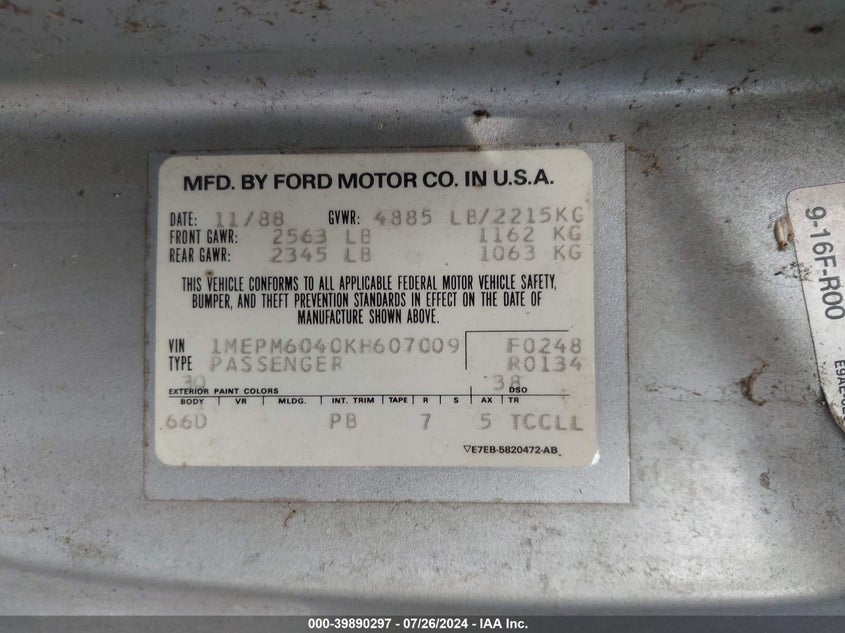 MFD. BY FORD MOTOR CO. IN U.S.A.
DATE: 11/88 GVWR: 4885 LB/2215KG
FRONT GAWR: 2563 LB 1162 KG
REAR GAWR: 2345 LB 1063 KG
THIS VEHICLE CONFORMS TO ALL APPLICABLE FEDERAL MOTOR VEHICLE SAFETY,
BUMPER, AND THEFT PREVENTION STANDARDS IN EFFECT ON THE DATE OF
MANUFACTURE SHOWN ABOVE.
VIN 1MEPM6040KH607009 F0248
TYPE PASSENGER R0134
30 38
EXTERIOR PAINT COLORS DSO
BODY VR MLDG. INT. TRIM TAPE R S AX TR
66D PB 7 5 TCCLL
▽E7EB-5820472-AB
9-16F-R00
000-39890297 - 07/26/2024 - IAA Inc.